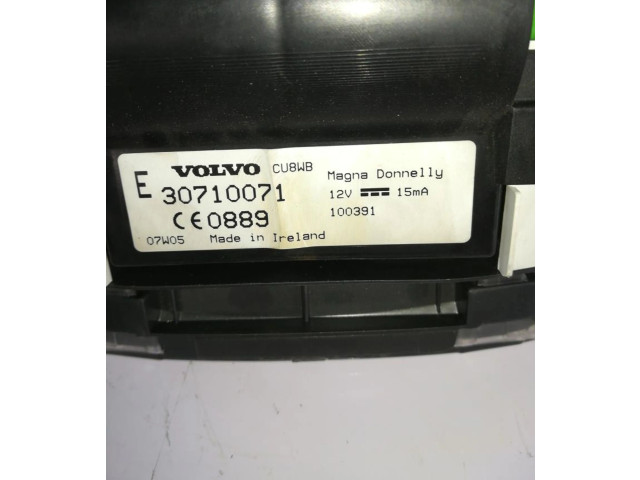 VOLVO CU8WB
E 30710071
CE0889
07W05 Made in Ireland
Magna Donnelly
12V 15mA
100391